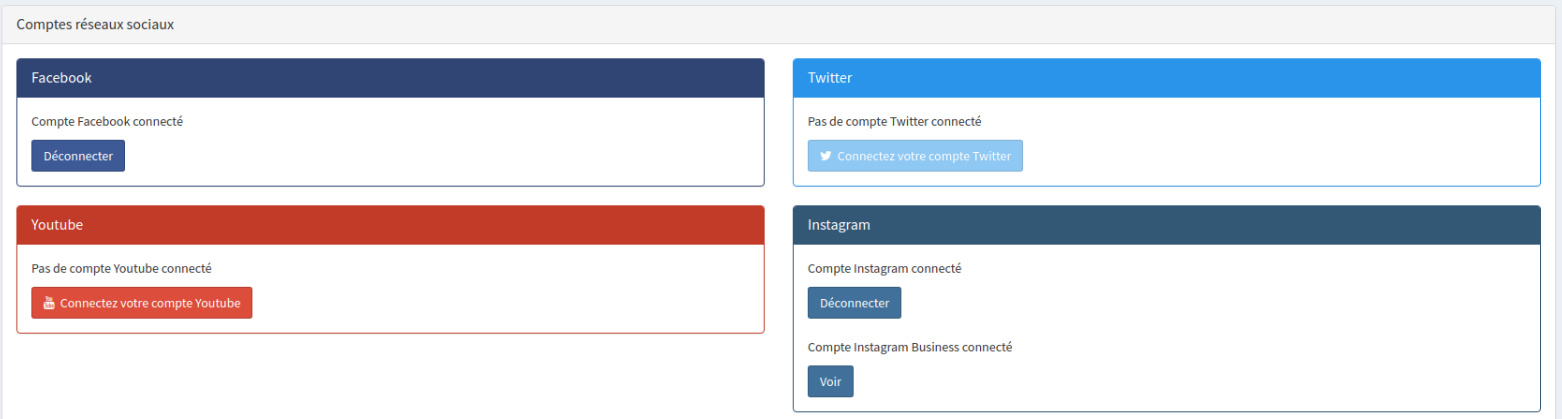 Comptes réseaux sociaux
Facebook
Compte Facebook connecté
Déconnecter
Twitter
Pas de compte Twitter connecté
Connectez votre compte Twitter
Youtube
Pas de compte Youtube connecté
Connectez votre compte Youtube
Instagram
Compte Instagram connecté
Déconnecter
Compte Instagram Business connecté
Voir